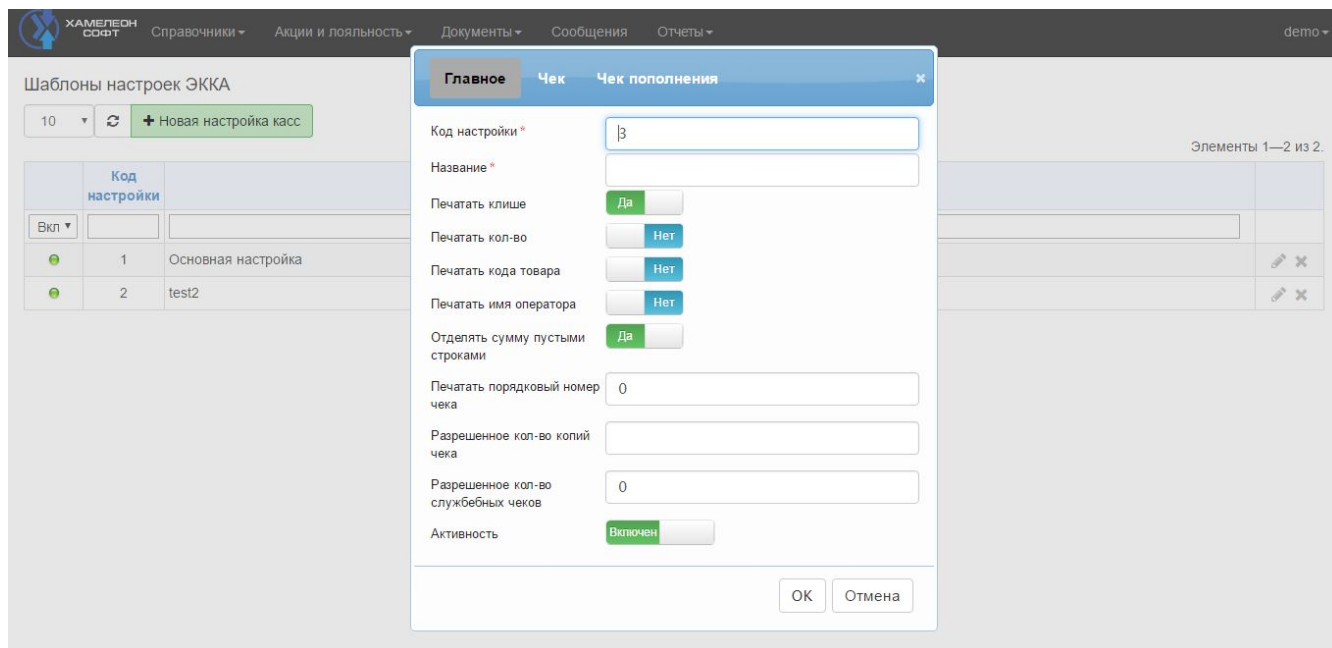 ХАМЕЛЕОН
СОФТ
Справочники
Акции и лояльность
Документы
Сообщения
Отчеты
demo
Шаблоны настроек ЭККА
10
Новая настройка касс
Элементы 1—2 из 2.
Код
настройки
Вкл
1 Основная настройка
2 test2
Главное Чек Чек пополнения
Код настройки * 3
Название *
Печатать клише Да
Печатать кол-во Нет
Печатать кода товара Нет
Печатать имя оператора Нет
Отделять сумму пустыми Да
строками
Печатать порядковый номер 0
чека
Разрешенное кол-во копий
чека
Разрешенное кол-во 0
службебных чеков
Активность Включен
OK Отмена